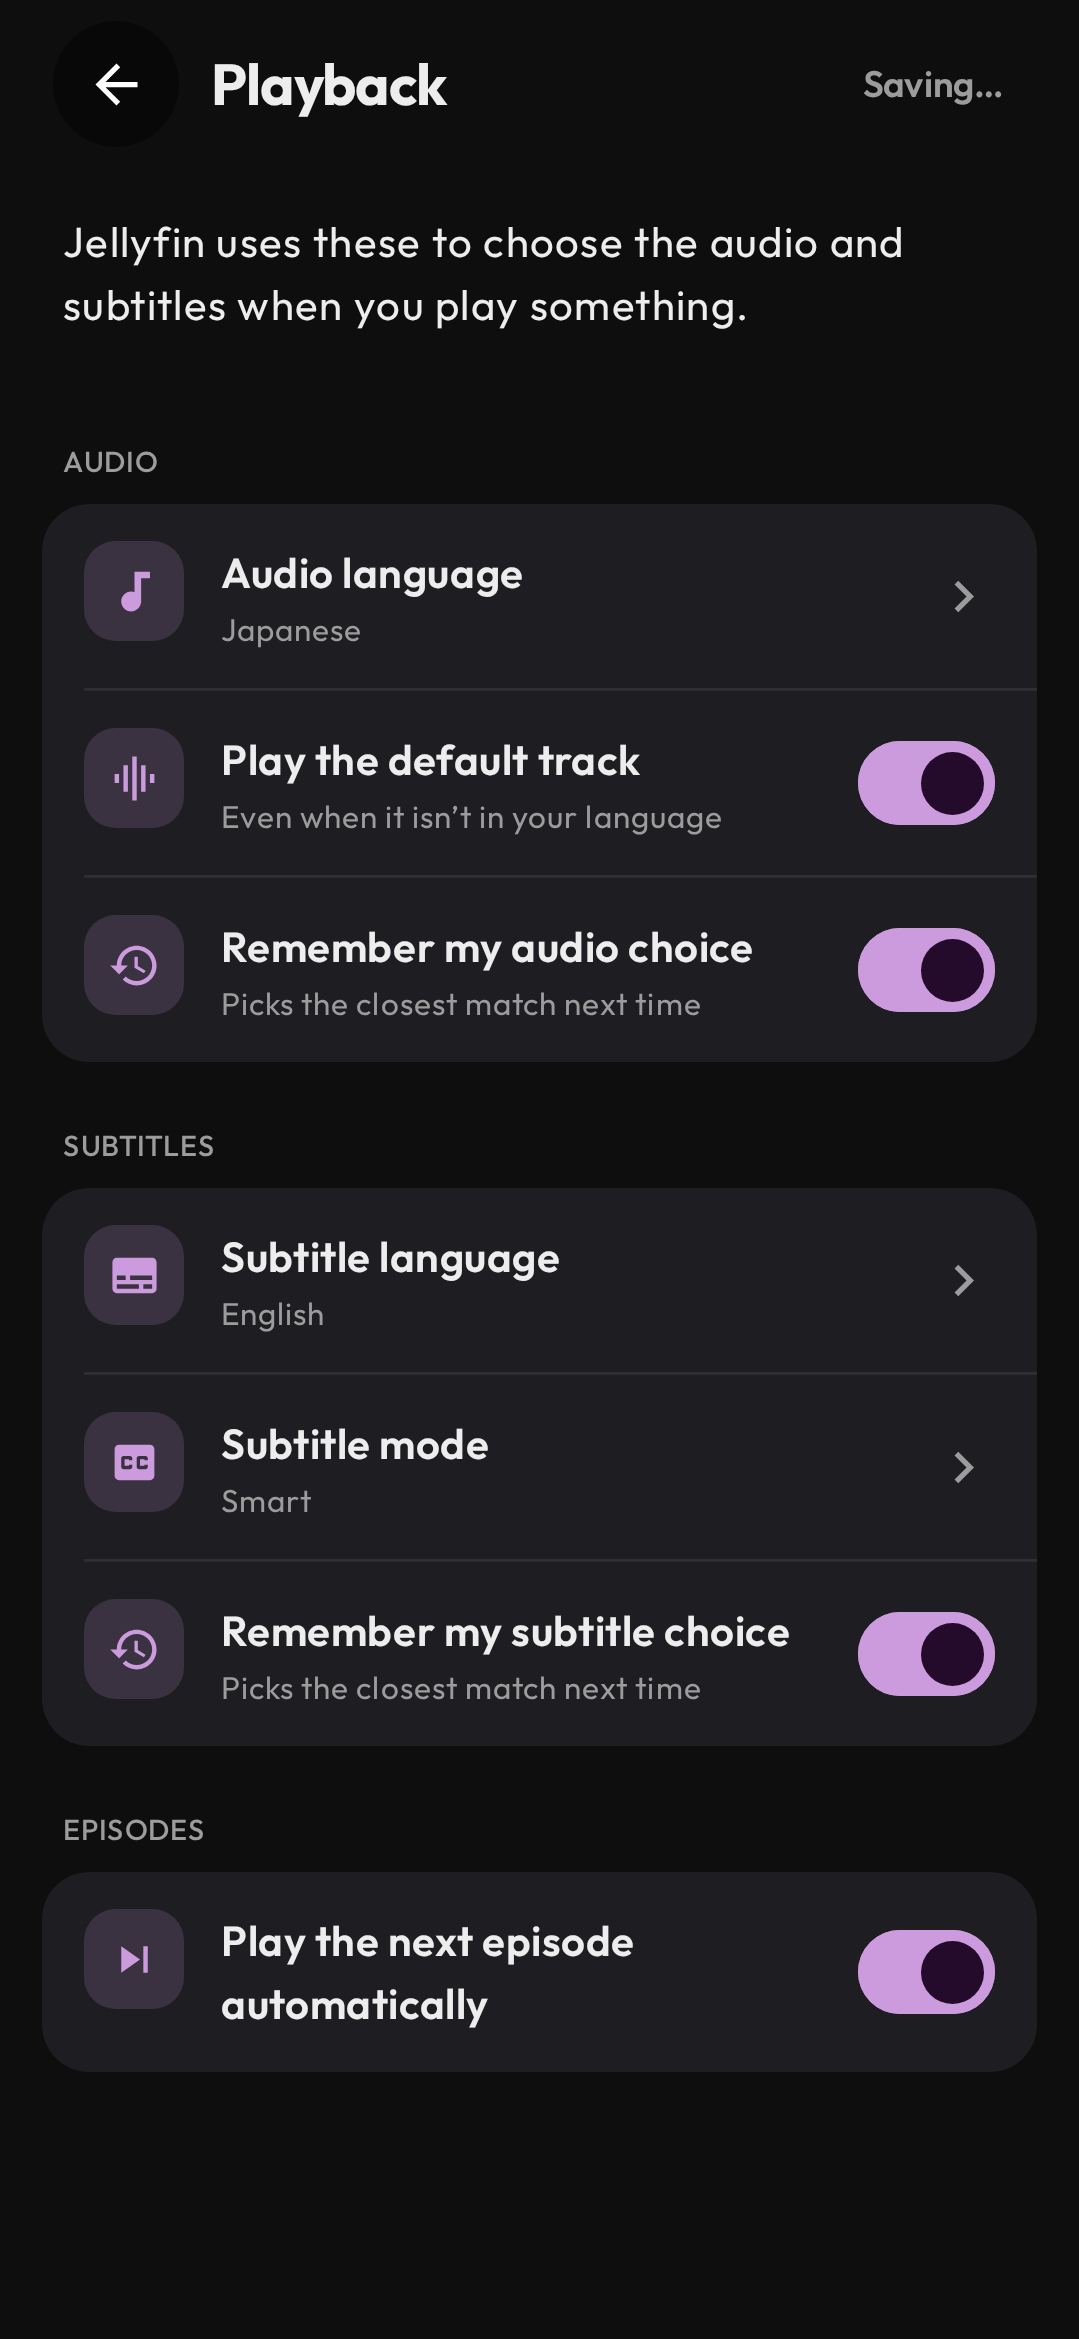 Playback
Saving...
Jellyfin uses these to choose the audio and
subtitles when you play something.
AUDIO
Audio language
Japanese
Play the default track
Even when it isn’t in your language
Remember my audio choice
Picks the closest match next time
SUBTITLES
Subtitle language
English
CC
Subtitle mode
Smart
Remember my subtitle choice
Picks the closest match next time
EPISODES
Play the next episode
automatically